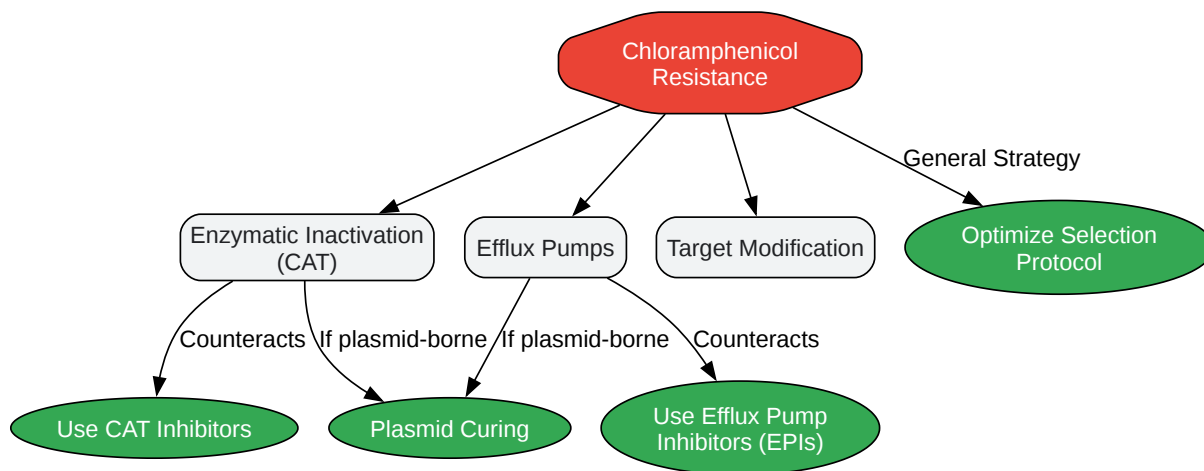 Chloramphenicol
Resistance
General Strategy
Enzymatic Inactivation
(CAT)
Efflux Pumps
Target Modification
Optimize Selection
Protocol
Counteracts
If plasmid-borne
If plasmid-borne
Counteracts
Use CAT Inhibitors
Plasmid Curing
Use Efflux Pump
Inhibitors (EPIs)